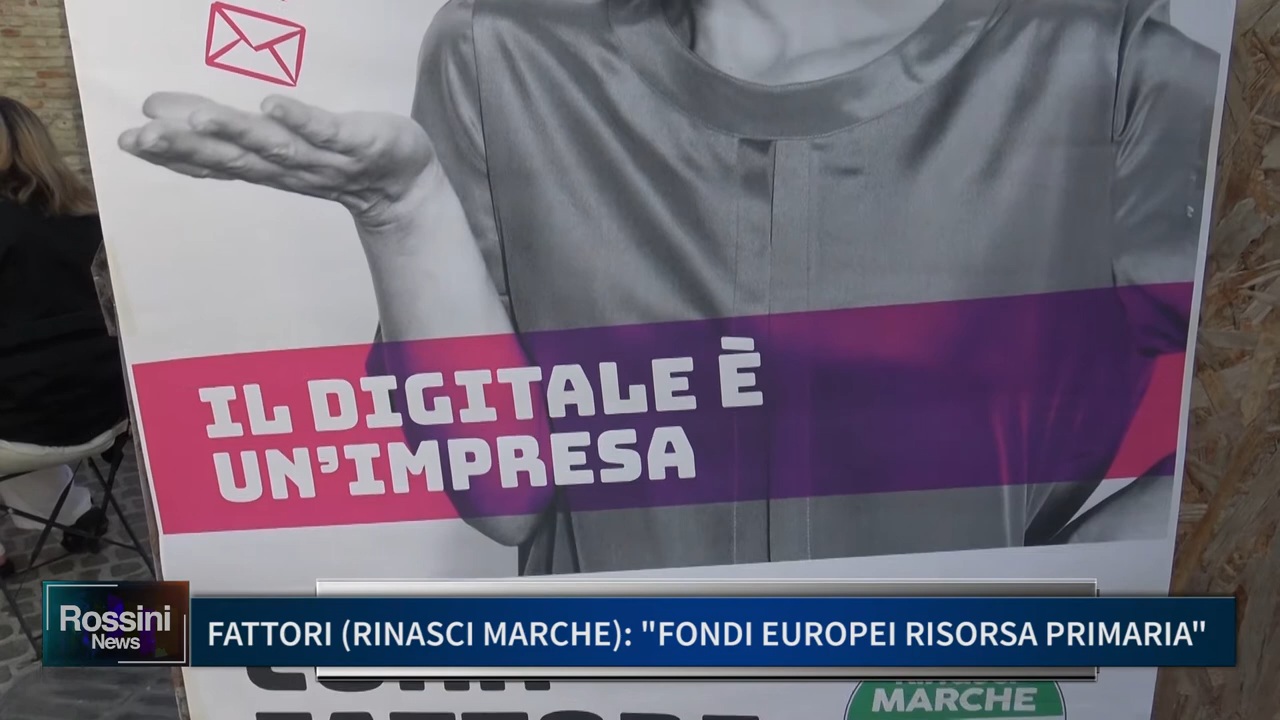 IL DIGITALE È
UN'IMPRESA
Rossini
News
FATTORI (RINASCI MARCHE): "FONDI EUROPEI RISORSA PRIMARIA"
MARCHE